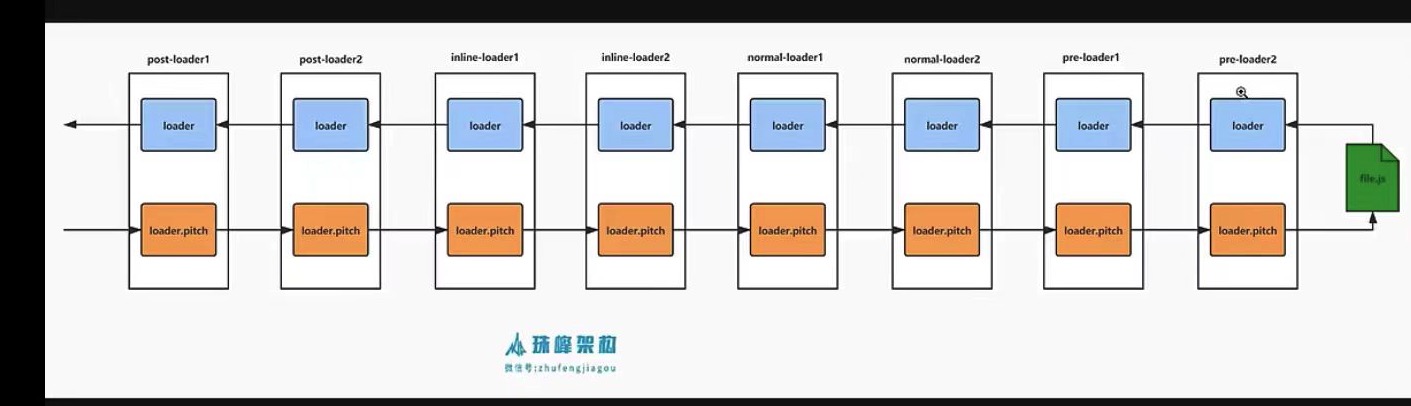 post-loader1 post-loader2 inline-loader1 inline-loader2 normal-loader1 normal-loader2 pre-loader1 pre-loader2
loader loader loader loader loader loader loader loader
file.js
loader.pitch loader.pitch loader.pitch loader.pitch loader.pitch loader.pitch loader.pitch loader.pitch
珠峰架构
微信号:zhufengjiagou